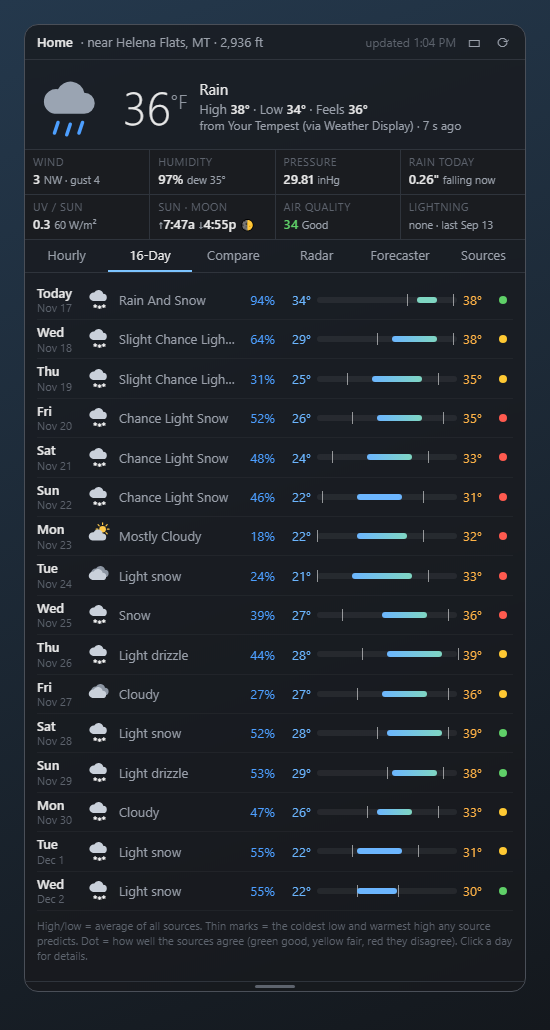 Home · near Helena Flats, MT · 2,936 ft updated 1:04 PM
36°F
Rain
High 38° · Low 34° · Feels 36°
from Your Tempest (via Weather Display) · 7 s ago
WIND HUMIDITY PRESSURE RAIN TODAY
3 NW · gust 4 97% dew 35° 29.81 inHg 0.26" falling now
UV / SUN SUN · MOON AIR QUALITY LIGHTNING
0.3 60 W/m² ↑7:47a ↓4:55p 34 Good none · last Sep 13
Hourly 16-Day Compare Radar Forecaster Sources
Today Rain And Snow 94% 34° 38°
Nov 17
Wed Slight Chance Ligh... 64% 29° 38°
Nov 18
Thu Slight Chance Ligh... 31% 25° 35°
Nov 19
Fri Chance Light Snow 52% 26° 35°
Nov 20
Sat Chance Light Snow 48% 24° 33°
Nov 21
Sun Chance Light Snow 46% 22° 31°
Nov 22
Mon Mostly Cloudy 18% 22° 32°
Nov 23
Tue Light snow 24% 21° 33°
Nov 24
Wed Snow 39% 27° 36°
Nov 25
Thu Light drizzle 44% 28° 39°
Nov 26
Fri Cloudy 27% 27° 36°
Nov 27
Sat Light snow 52% 28° 39°
Nov 28
Sun Light drizzle 53% 29° 38°
Nov 29
Mon Cloudy 47% 26° 33°
Nov 30
Tue Light snow 55% 22° 31°
Dec 1
Wed Light snow 55% 22° 30°
Dec 2
High/low = average of all sources. Thin marks = the coldest low and warmest high any source
predicts. Dot = how well the sources agree (green good, yellow fair, red they disagree). Click a day
for details.